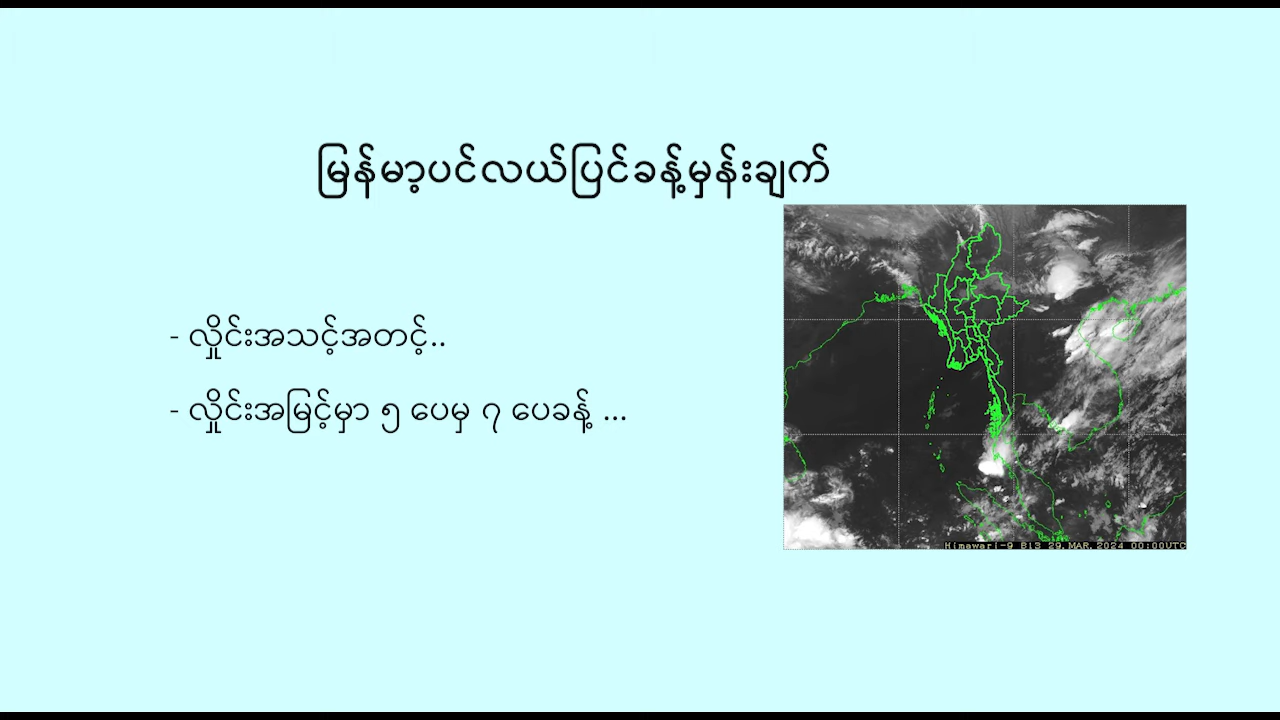 မြန်မာ့ပင်လယ်ပြင်ခန့်မှန်းချက်
- လှိုင်းအသင့်အတင့်..
- လှိုင်းအမြင့်မှာ ၅ ပေမှ ၇ ပေခန့် ...
Himawari-9 B13 29.MAR.2024 00:00UTC